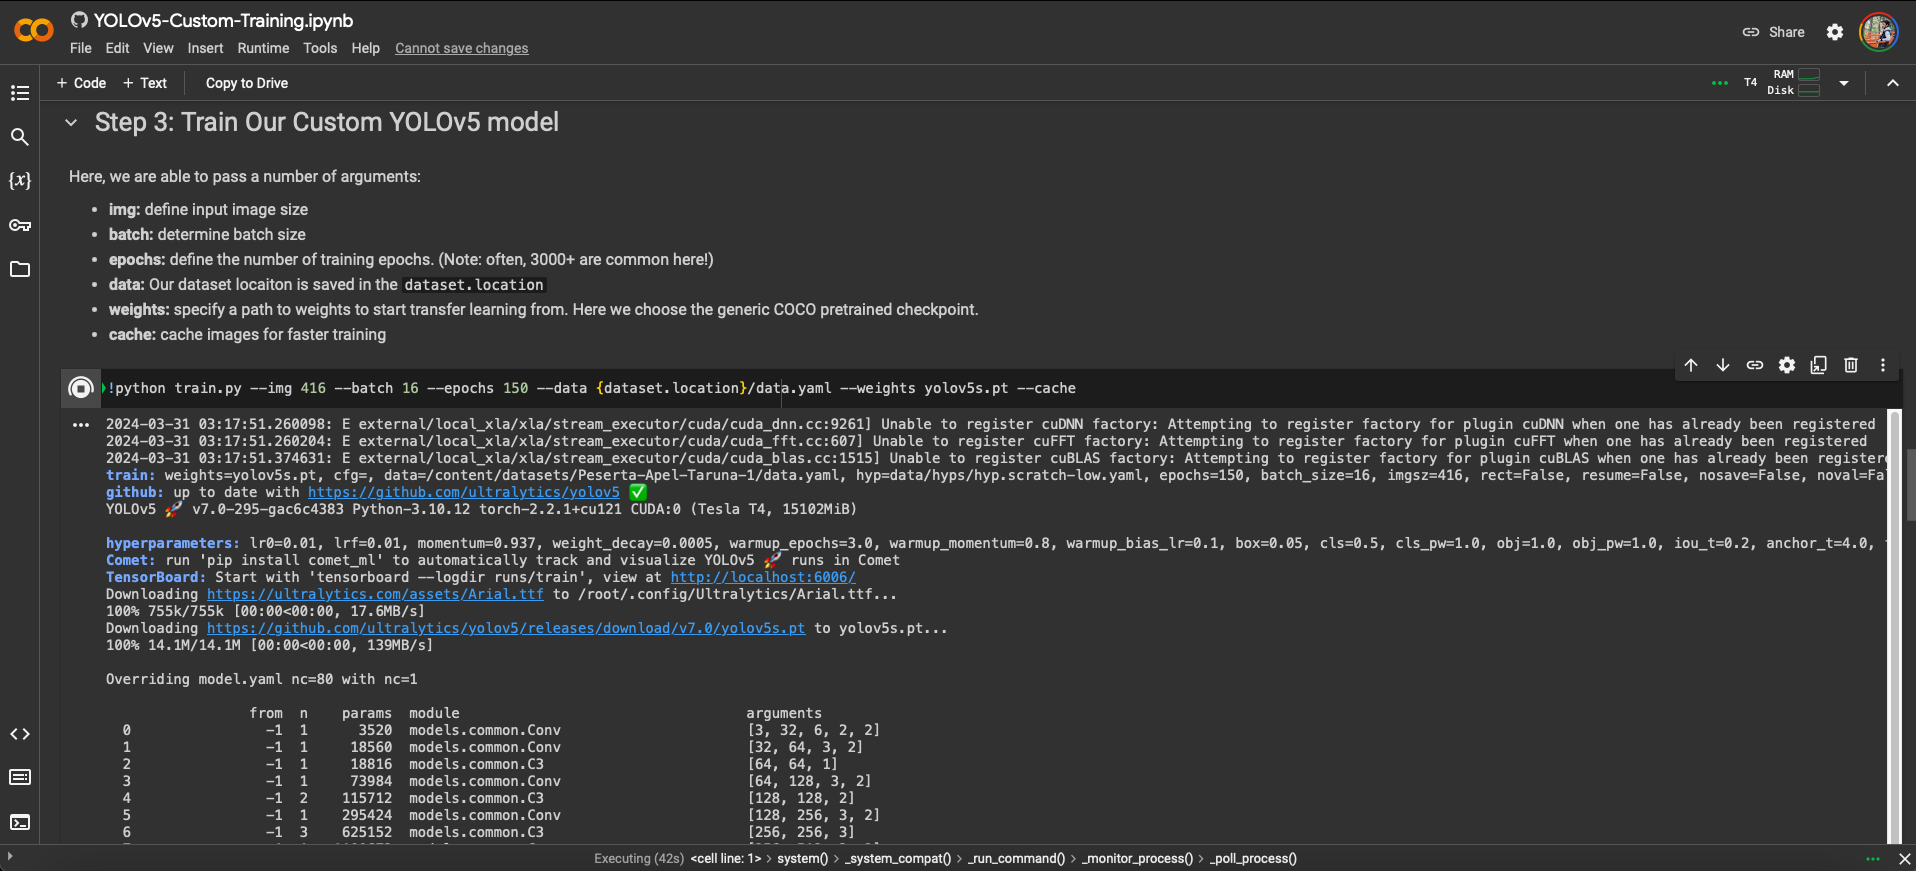 YOLOv5-Custom-Training.ipynb
File Edit View Insert Runtime Tools Help Cannot save changes
Share
+ Code + Text Copy to Drive
T4 RAM
Disk
Step 3: Train Our Custom YOLOv5 model
Here, we are able to pass a number of arguments:
• img: define input image size
• batch: determine batch size
• epochs: define the number of training epochs. (Note: often, 3000+ are common here!)
• data: Our dataset locaiton is saved in the dataset.location
• weights: specify a path to weights to start transfer learning from. Here we choose the generic COCO pretrained checkpoint.
• cache: cache images for faster training
!python train.py --img 416 --batch 16 --epochs 150 --data {dataset.location}/data.yaml --weights yolov5s.pt --cache
2024-03-31 03:17:51.260098: E external/local_xla/xla/stream_executor/cuda/cuda_dnn.cc:9261] Unable to register cuDNN factory: Attempting to register factory for plugin cuDNN when one has already been registered
2024-03-31 03:17:51.260204: E external/local_xla/xla/stream_executor/cuda/cuda_fft.cc:607] Unable to register cuFFT factory: Attempting to register factory for plugin cuFFT when one has already been registered
2024-03-31 03:17:51.374631: E external/local_xla/xla/stream_executor/cuda/cuda_blas.cc:1515] Unable to register cuBLAS factory: Attempting to register factory for plugin cuBLAS when one has already been registere
train: weights=yolov5s.pt, cfg=, data=/content/datasets/Peserta-Apel-Taruna-1/data.yaml, hyp=data/hyps/hyp.scratch-low.yaml, epochs=150, batch_size=16, imgsz=416, rect=False, resume=False, nosave=False, noval=Fa
github: up to date with https://github.com/ultralytics/yolov5 ✅
YOLOv5 🚀 v7.0-295-gac6c4383 Python-3.10.12 torch-2.2.1+cu121 CUDA:0 (Tesla T4, 15102MiB)
hyperparameters: lr0=0.01, lrf=0.01, momentum=0.937, weight_decay=0.0005, warmup_epochs=3.0, warmup_momentum=0.8, warmup_bias_lr=0.1, box=0.05, cls=0.5, cls_pw=1.0, obj=1.0, obj_pw=1.0, iou_t=0.2, anchor_t=4.0,
Comet: run 'pip install comet_ml' to automatically track and visualize YOLOv5 🚀 runs in Comet
TensorBoard: Start with 'tensorboard --logdir runs/train', view at http://localhost:6006/
Downloading https://ultralytics.com/assets/Arial.ttf to /root/.config/Ultralytics/Arial.ttf...
100% 755k/755k [00:00<00:00, 17.6MB/s]
Downloading https://github.com/ultralytics/yolov5/releases/download/v7.0/yolov5s.pt to yolov5s.pt...
100% 14.1M/14.1M [00:00<00:00, 139MB/s]
Overriding model.yaml nc=80 with nc=1
from n params module arguments
0 -1 1 3520 models.common.Conv [3, 32, 6, 2, 2]
1 -1 1 18560 models.common.Conv [32, 64, 3, 2]
2 -1 1 18816 models.common.C3 [64, 64, 1]
3 -1 1 73984 models.common.Conv [64, 128, 3, 2]
4 -1 2 115712 models.common.C3 [128, 128, 2]
5 -1 1 295424 models.common.Conv [128, 256, 3, 2]
6 -1 3 625152 models.common.C3 [256, 256, 3]
Executing (42s) <cell line: 1> > system() > _system_compat() > _run_command() > _monitor_process() > _poll_process()